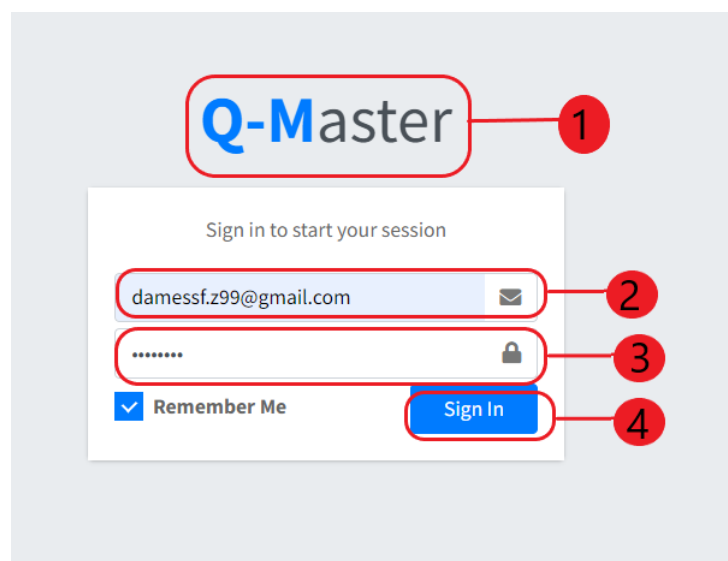 Q-Master
1
Sign in to start your session
damessf.z99@gmail.com
2
••••••••
3
Remember Me
Sign In
4